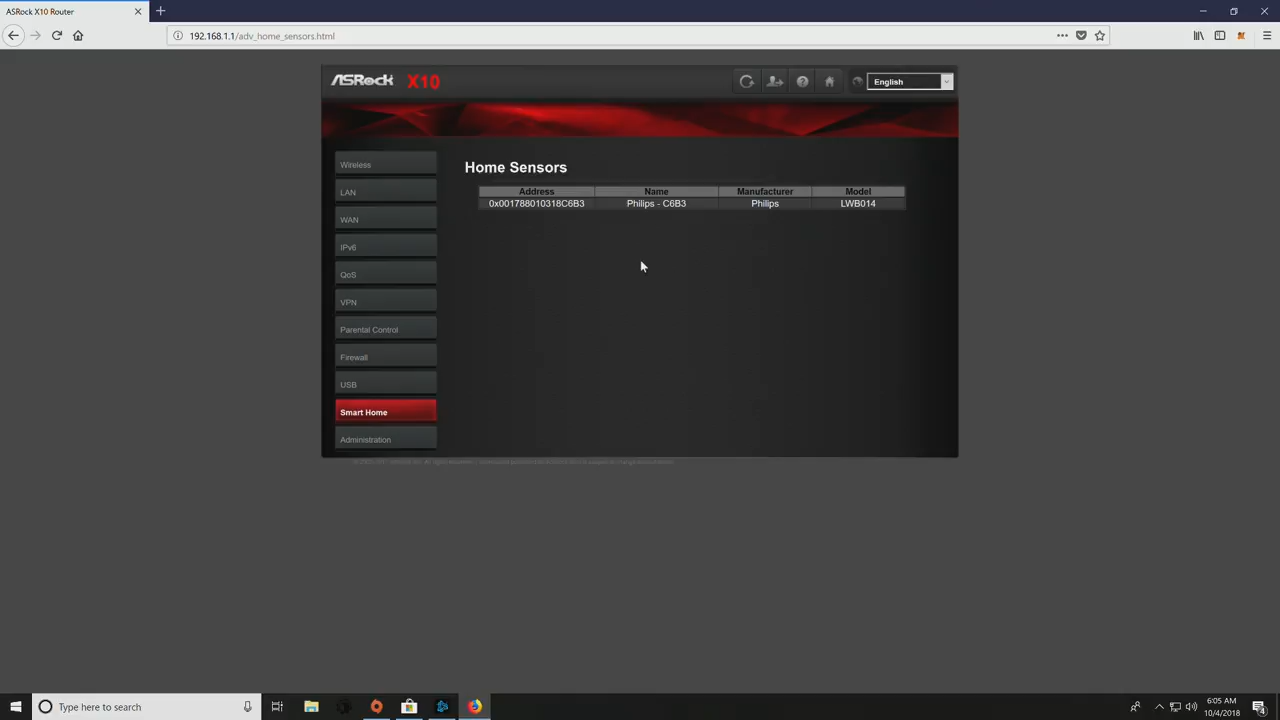 ASRock X10 Router
192.168.1.1/adv_home_sensors.html
ASRock X10
English
Wireless
LAN
WAN
IPv6
QoS
VPN
Parental Control
Firewall
USB
Smart Home
Administration
Home Sensors
Address Name Manufacturer Model
0x001788010318C6B3 Philips - C6B3 Philips LWB014
Type here to search
6:05 AM
10/4/2018
4